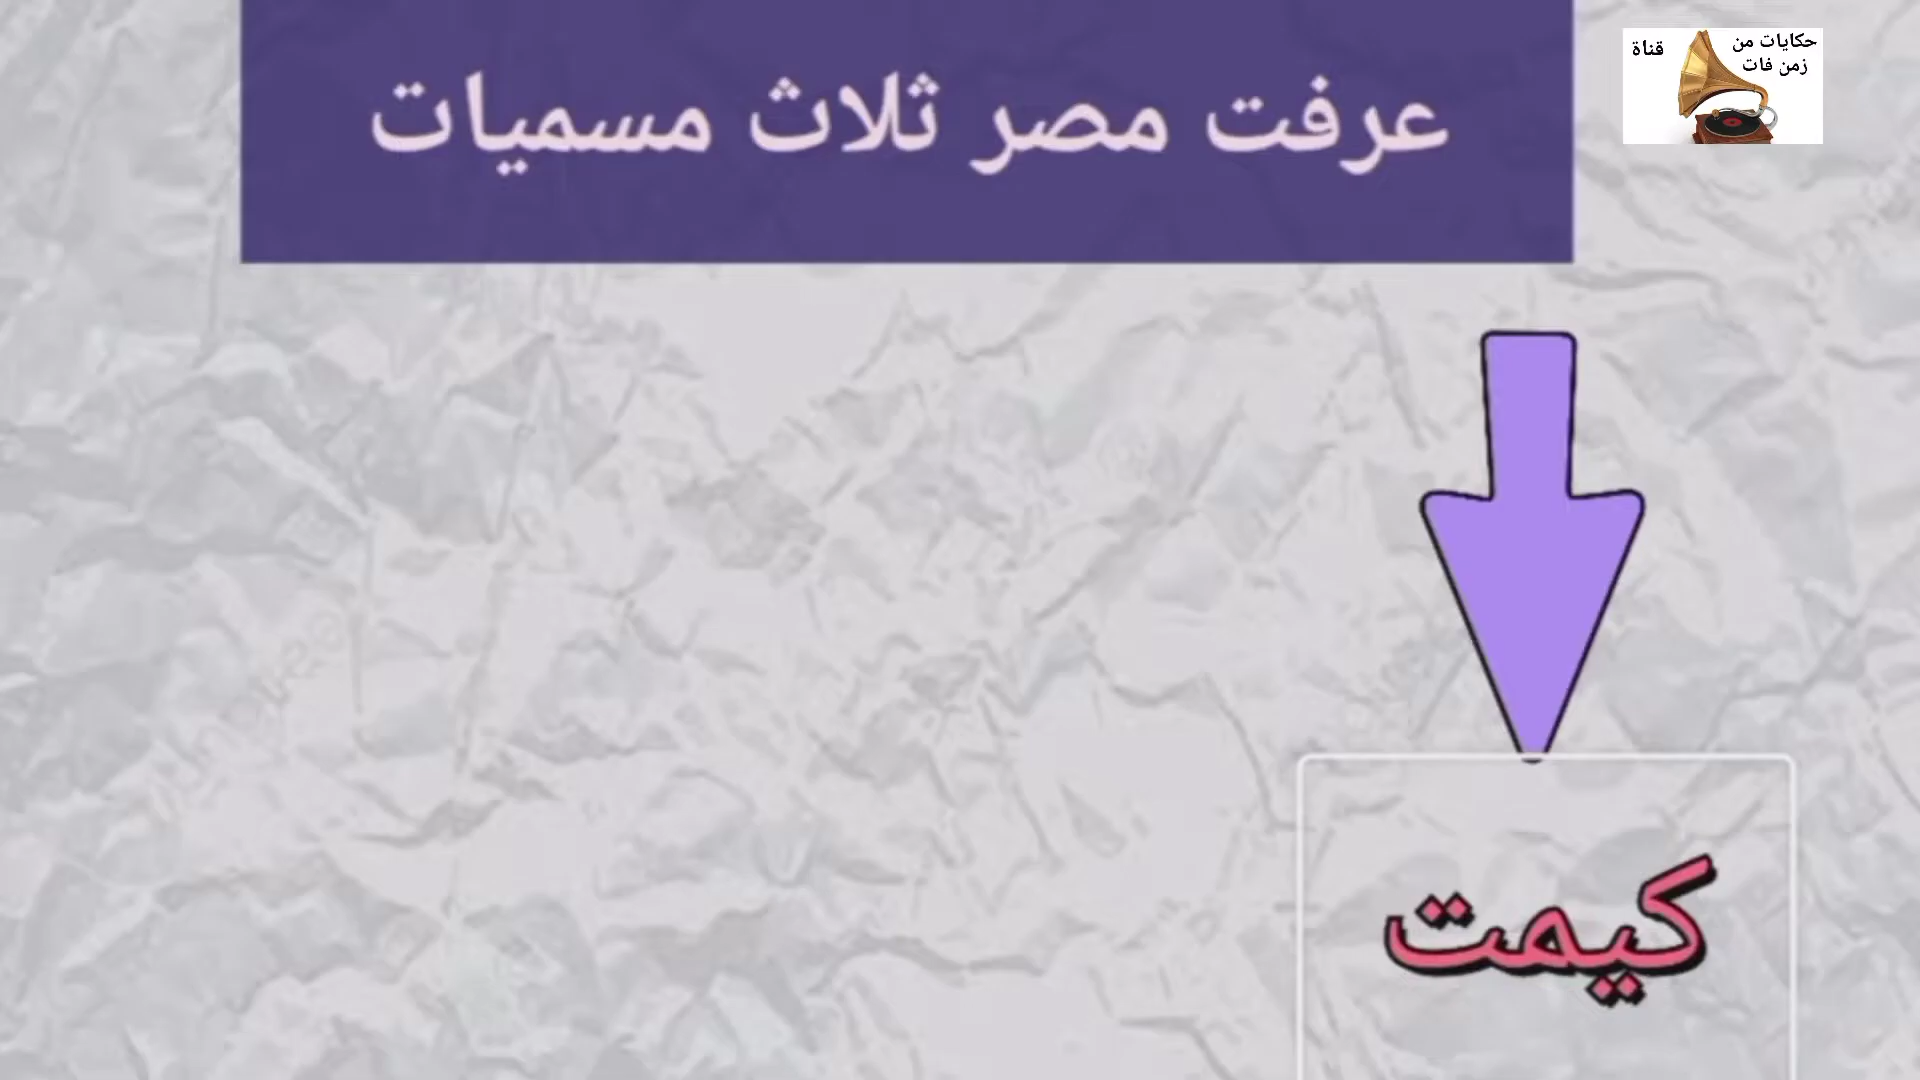 عرفت مصر ثلاث مسميات
قناة
حكايات من
زمن فات
كيمت